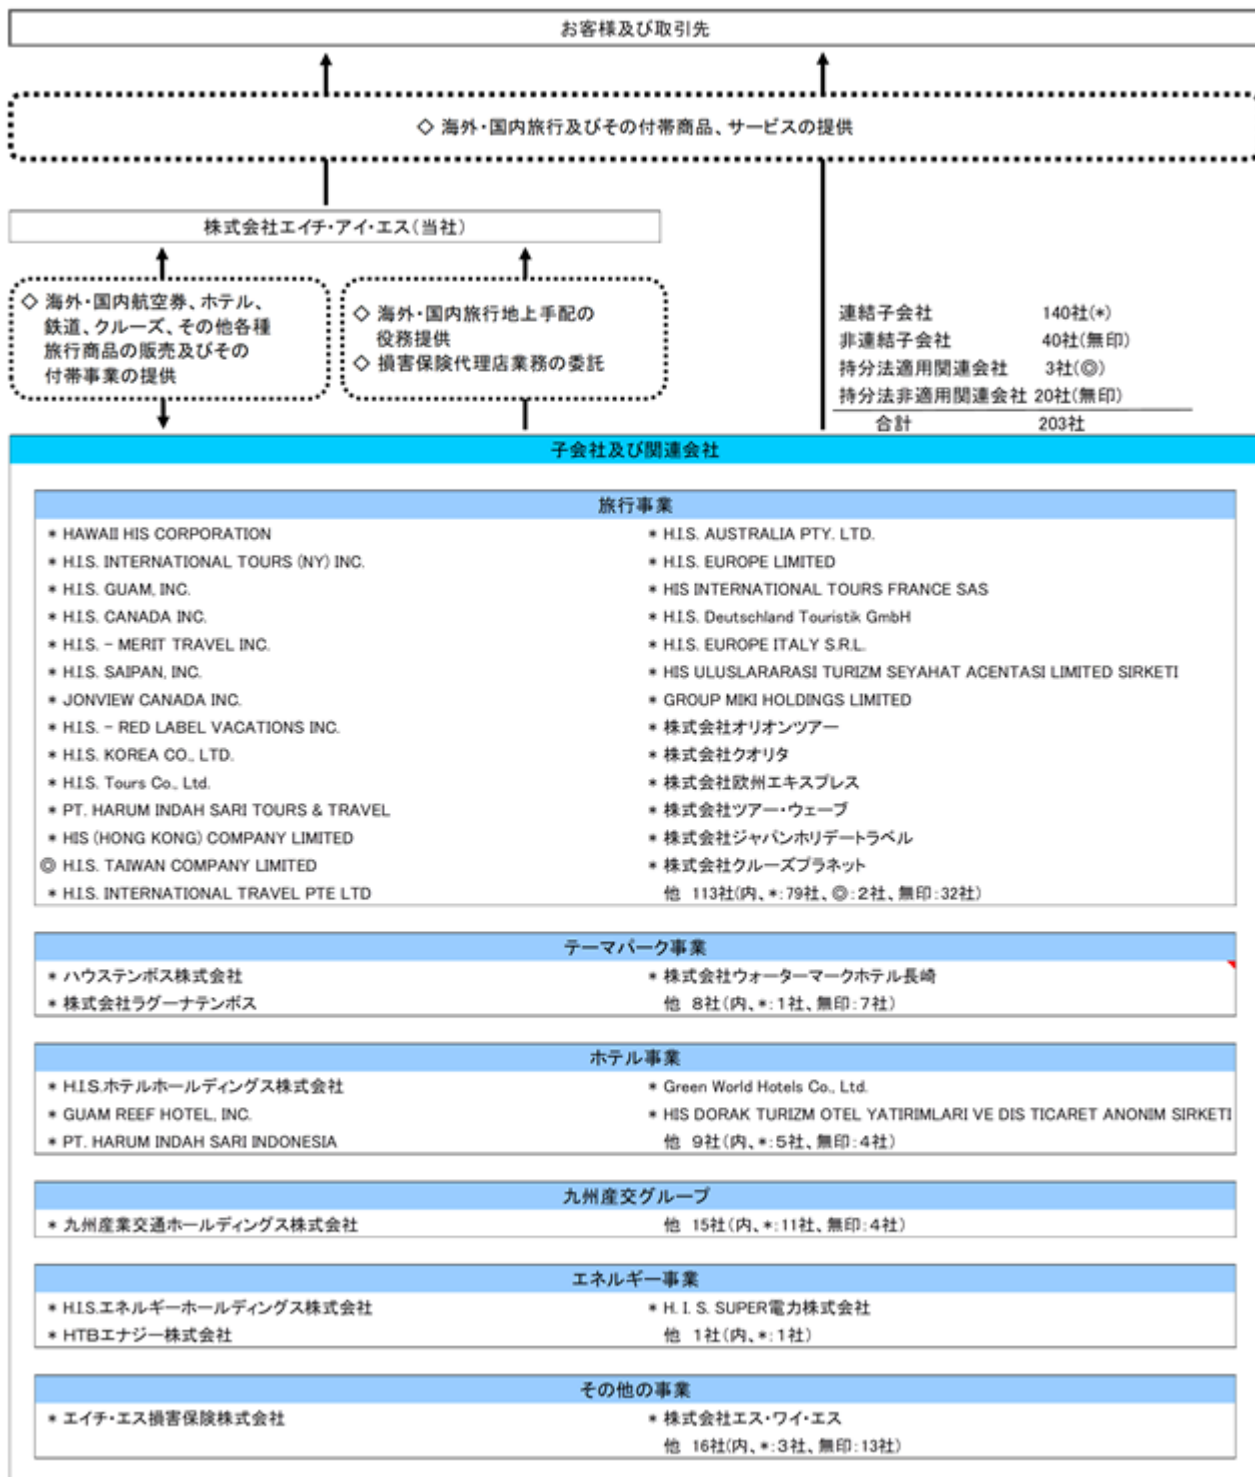 お客様及び取引先
◇ 海外・国内旅行及びその付帯商品、サービスの提供
株式会社エイチ・アイ・エス(当社)
◇ 海外・国内航空券、ホテル、
鉄道、クルーズ、その他各種
旅行商品の販売及びその
付帯事業の提供
◇ 海外・国内旅行地上手配の
役務提供
◇ 損害保険代理店業務の委託
連結子会社 140社(*)
非連結子会社 40社(無印)
持分法適用関連会社 3社(◎)
持分法非適用関連会社 20社(無印)
合計 203社
子会社及び関連会社
旅行事業
* HAWAII HIS CORPORATION
* H.I.S. INTERNATIONAL TOURS (NY) INC.
* H.I.S. GUAM, INC.
* H.I.S. CANADA INC.
* H.I.S. - MERIT TRAVEL INC.
* H.I.S. SAIPAN, INC.
* JONVIEW CANADA INC.
* H.I.S. - RED LABEL VACATIONS INC.
* H.I.S. KOREA CO., LTD.
* H.I.S. Tours Co., Ltd.
* PT. HARUM INDAH SARI TOURS & TRAVEL
* HIS (HONG KONG) COMPANY LIMITED
◎ H.I.S. TAIWAN COMPANY LIMITED
* H.I.S. INTERNATIONAL TRAVEL PTE LTD
* H.I.S. AUSTRALIA PTY. LTD.
* H.I.S. EUROPE LIMITED
* HIS INTERNATIONAL TOURS FRANCE SAS
* H.I.S. Deutschland Touristik GmbH
* H.I.S. EUROPE ITALY S.R.L.
* HIS ULUSLARARASI TURIZM SEYAHAT ACENTASI LIMITED SIRKETI
* GROUP MIKI HOLDINGS LIMITED
* 株式会社オリオンツアー
* 株式会社クオリタ
* 株式会社欧州エキスプレス
* 株式会社ツアー・ウェーブ
* 株式会社ジャパンホリデートラベル
* 株式会社クルーズプラネット
他 113社(内、*:79社、◎:2社、無印:32社)
テーマパーク事業
* ハウステンボス株式会社
* 株式会社ラグーナテンボス
* 株式会社ウォーターマークホテル長崎
他 8社(内、*:1社、無印:7社)
ホテル事業
* H.I.S.ホテルホールディングス株式会社
* GUAM REEF HOTEL, INC.
* PT. HARUM INDAH SARI INDONESIA
* Green World Hotels Co., Ltd.
* HIS DORAK TURIZM OTEL YATIRIMLARI VE DIS TICARET ANONIM SIRKETI
他 9社(内、*:5社、無印:4社)
九州産交グループ
* 九州産業交通ホールディングス株式会社
他 15社(内、*:11社、無印:4社)
エネルギー事業
* H.I.S.エネルギーホールディングス株式会社
* HTBエナジー株式会社
* H. I. S. SUPER電力株式会社
他 1社(内、*:1社)
その他の事業
* エイチ・エス損害保険株式会社
* 株式会社エス・ワイ・エス
他 16社(内、*:3社、無印:13社)